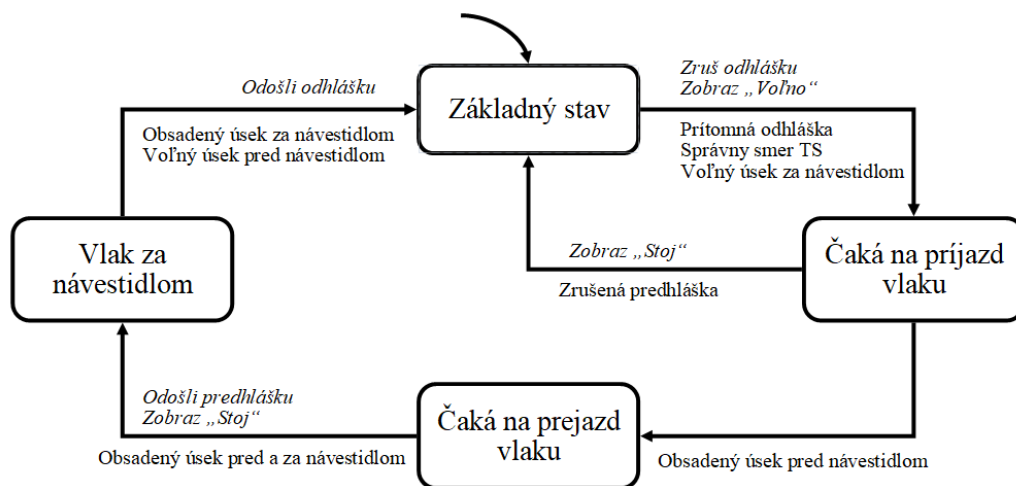 Odošli odhlášku
Obsadený úsek za návestidlom
Voľný úsek pred návestidlom
Základný stav
Zruš odhlášku
Zobraz „Voľno“
Prítomná odhláška
Správny smer TS
Voľný úsek za návestidlom
Vlak za
návestidlom
Zobraz „Stoj“
Zrušená predhláška
Čaká na príjazd
vlaku
Odošli predhlášku
Zobraz „Stoj“
Obsadený úsek pred a za návestidlom
Čaká na prejazd
vlaku
Obsadený úsek pred návestidlom